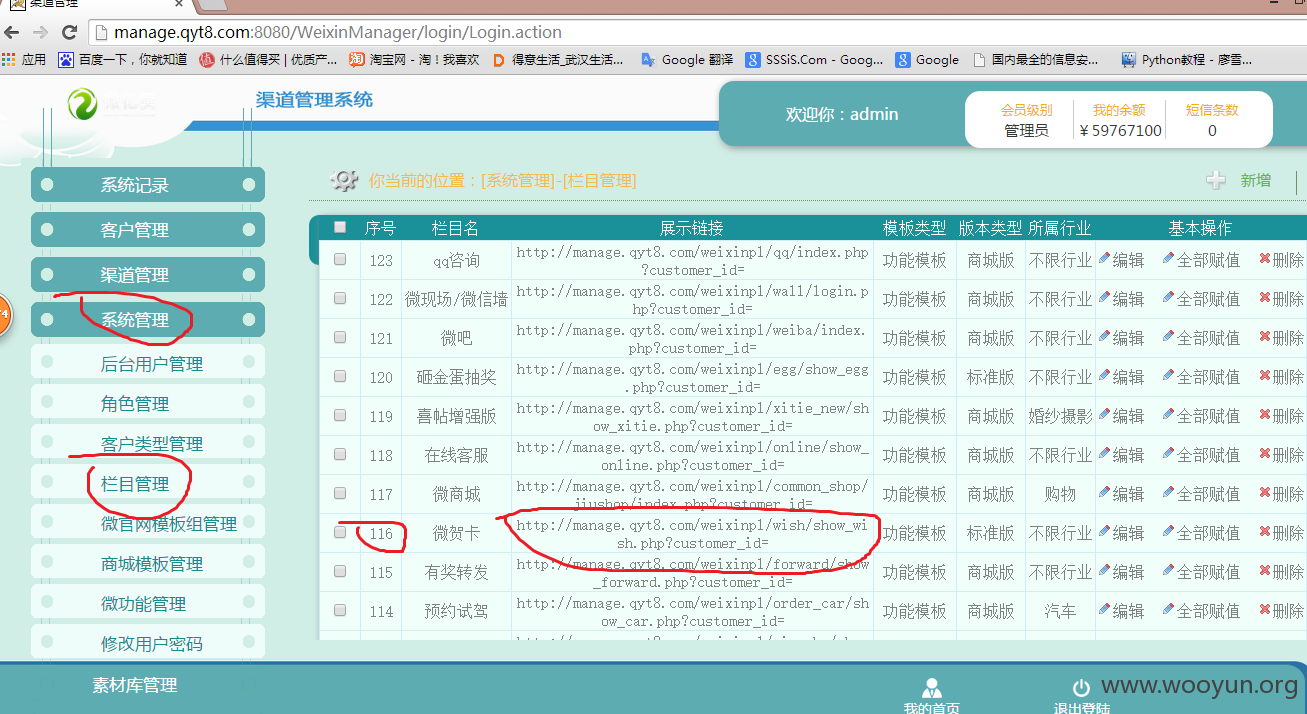 渠道管理
manage.qyt8.com:8080/WeixinManager/login/Login.action
应用 百度一下，你就知道 什么值得买 | 优质产... 淘宝网 - 淘！我喜欢 得意生活_武汉生活... Google 翻译 SSSiS.Com - Goog... Google 国内最全的信息安... Python教程 - 廖雪...
渠道管理系统
欢迎你：admin
会员级别 我的余额 短信条数
管理员 ¥59767100 0
系统记录
客户管理
渠道管理
系统管理
后台用户管理
角色管理
客户类型管理
栏目管理
微官网模板组管理
商城模板管理
微功能管理
修改用户密码
素材库管理
你当前的位置：[系统管理]-[栏目管理]
新增
序号 栏目名 展示链接 模板类型 版本类型 所属行业 基本操作
123 qq咨询 http://manage.qyt8.com/weixinpl/qq/index.php
?customer_id= 功能模板 商城版 不限行业 编辑 全部赋值 删除
122 微现场/微信墙 http://manage.qyt8.com/weixinpl/wall/login.p
hp?customer_id= 功能模板 商城版 不限行业 编辑 全部赋值 删除
121 微吧 http://manage.qyt8.com/weixinpl/weiba/index.
php?customer_id= 功能模板 商城版 不限行业 编辑 全部赋值 删除
120 砸金蛋抽奖 http://manage.qyt8.com/weixinpl/egg/show_egg
.php?customer_id= 功能模板 标准版 不限行业 编辑 全部赋值 删除
119 喜帖增强版 http://manage.qyt8.com/weixinpl/xitie_new/sh
ow_xitie.php?customer_id= 功能模板 商城版 婚纱摄影 编辑 全部赋值 删除
118 在线客服 http://manage.qyt8.com/weixinpl/online/show_
online.php?customer_id= 功能模板 商城版 不限行业 编辑 全部赋值 删除
117 微商城 http://manage.qyt8.com/weixinpl/common_shop/
jiushop/index.php?customer_id= 功能模板 商城版 购物 编辑 全部赋值 删除
116 微贺卡 http://manage.qyt8.com/weixinpl/wish/show_wi
sh.php?customer_id= 功能模板 标准版 不限行业 编辑 全部赋值 删除
115 有奖转发 http://manage.qyt8.com/weixinpl/forward/show
_forward.php?customer_id= 功能模板 商城版 不限行业 编辑 全部赋值 删除
114 预约试驾 http://manage.qyt8.com/weixinpl/order_car/sh
ow_car.php?customer_id= 功能模板 商城版 汽车 编辑 全部赋值 删除
我的首页 退出登陆
www.wooyun.org